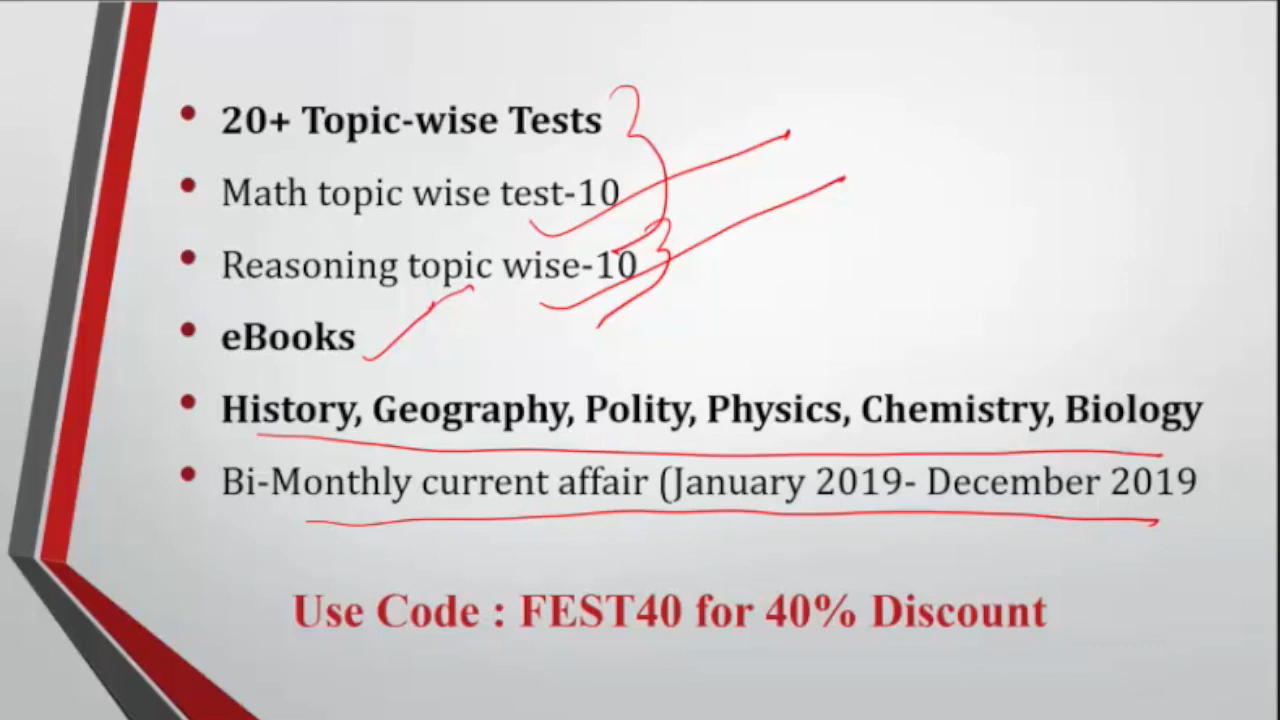 20+ Topic-wise Tests
Math topic wise test-10
Reasoning topic wise-10
eBooks
History, Geography, Polity, Physics, Chemistry, Biology
Bi-Monthly current affair (January 2019- December 2019
Use Code : FEST40 for 40% Discount